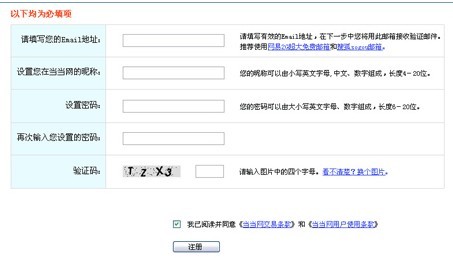 以下均为必填项
请填写您的Email地址： 请填写有效的Email地址，在下一步中您将用此邮箱接收验证邮件。
推荐使用网易2G超大免费邮箱和搜狐sogou邮箱。
设置您在当当网的昵称： 您的昵称可以由小写英文字母,中文、数字组成，长度4-20位。
设置密码： 您的密码可以由大小写英文字母、数字组成，长度6-20位。
再次输入您设置的密码：
验证码： TZX3 请输入图片中的四个字母。看不清楚？换个图片。
我已阅读并同意《当当网交易条款》和《当当网用户使用条款》
注册